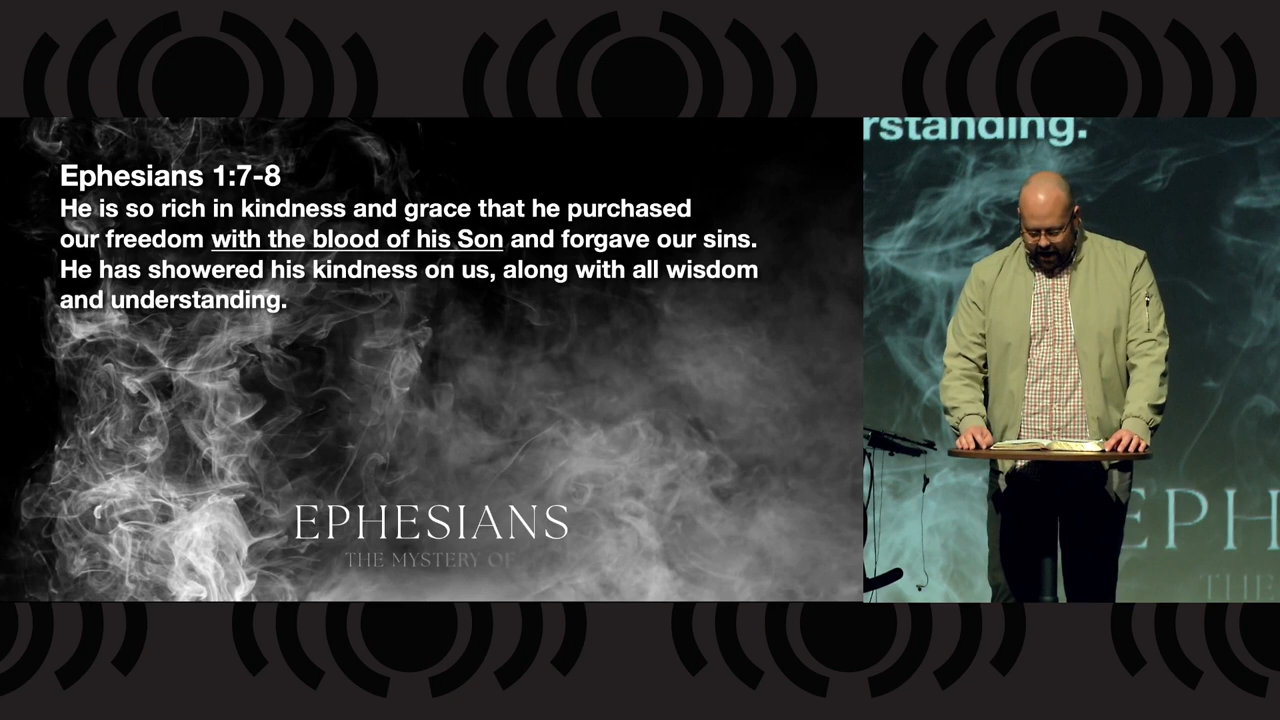 Ephesians 1:7-8
He is so rich in kindness and grace that he purchased
our freedom with the blood of his Son and forgave our sins.
He has showered his kindness on us, along with all wisdom
and understanding.
EPHESIANS
THE MYSTERY OF
rstanding.
EPH
THE